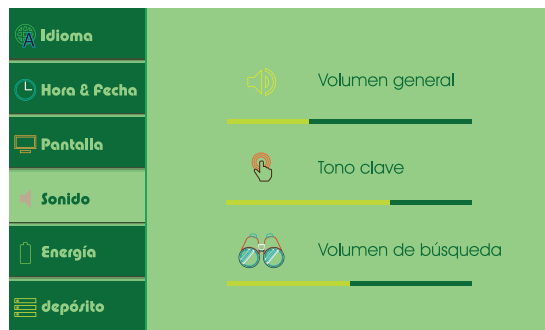 Idioma
Hora & Fecha
Pantalla
Sonido
Energía
depósito
Volumen general
Tono clave
Volumen de búsqueda